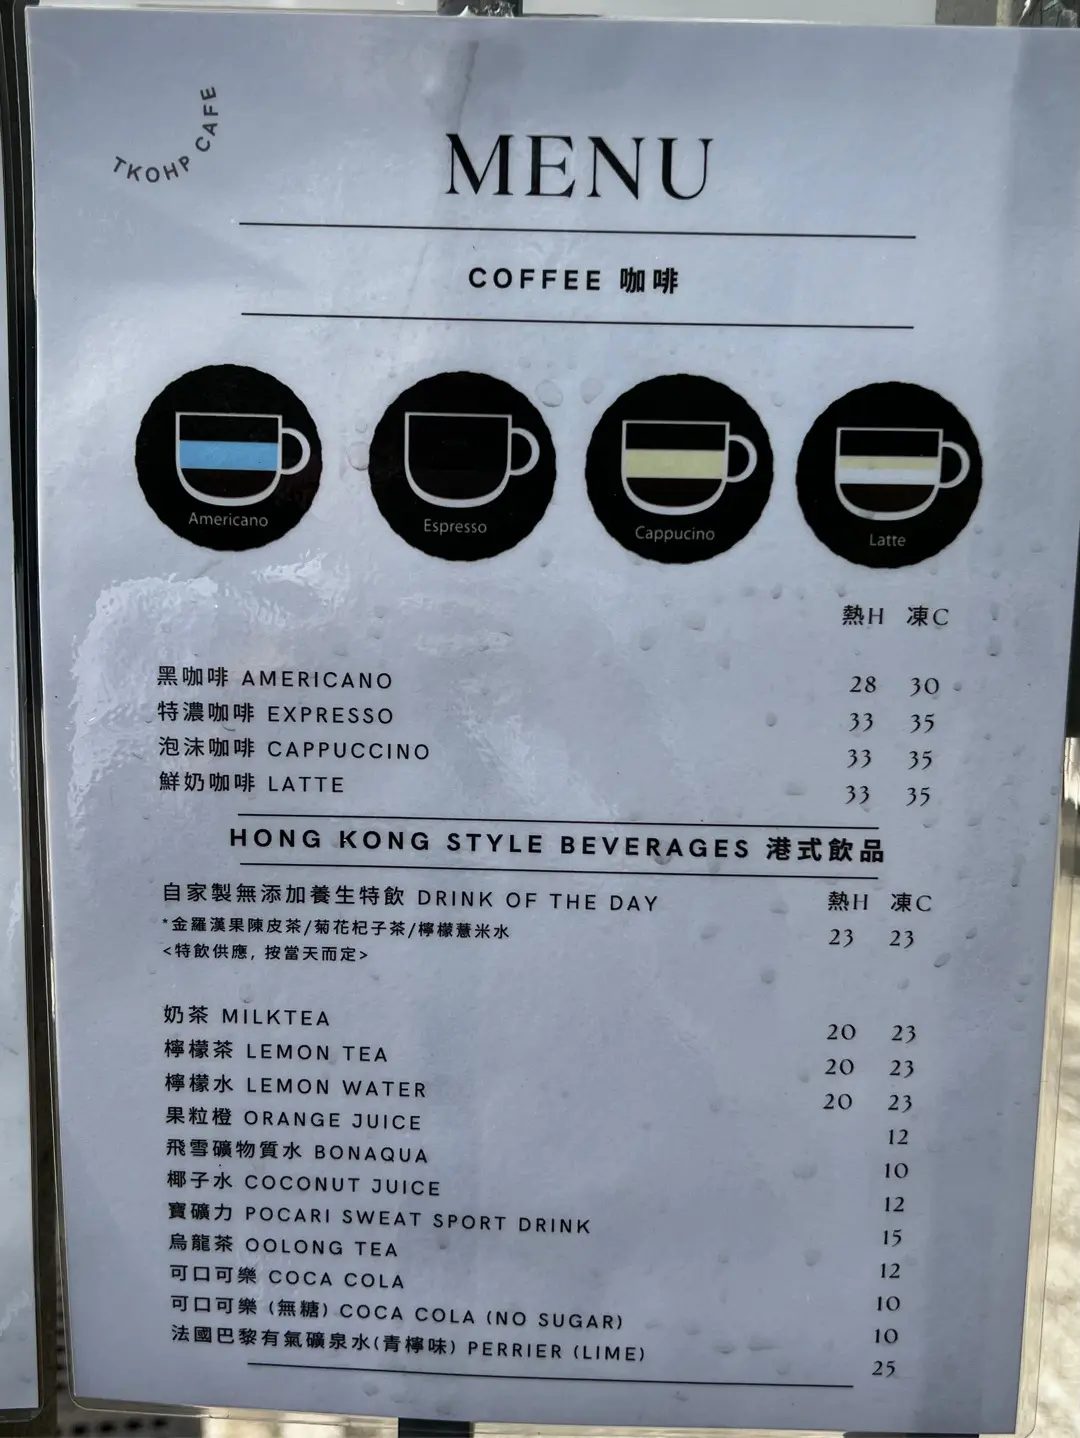 TKOHP CAFE
MENU
COFFEE 咖啡
Americano
Espresso
Cappucino
Latte
熱H 凍C
黑咖啡 AMERICANO 28 30
特濃咖啡 EXPRESSO 33 35
泡沫咖啡 CAPPUCCINO 33 35
鮮奶咖啡 LATTE 33 35
HONG KONG STYLE BEVERAGES 港式飲品
自家製無添加養生特飲 DRINK OF THE DAY 熱H 凍C
*金羅漢果陳皮茶/菊花杞子茶/檸檬薏米水 23 23
<特飲供應, 按當天而定>
奶茶 MILKTEA 20 23
檸檬茶 LEMON TEA 20 23
檸檬水 LEMON WATER 20 23
果粒橙 ORANGE JUICE 12
飛雪礦物質水 BONAQUA 10
椰子水 COCONUT JUICE 12
寶礦力 POCARI SWEAT SPORT DRINK 15
烏龍茶 OOLONG TEA 12
可口可樂 COCA COLA 10
可口可樂 (無糖) COCA COLA (NO SUGAR) 10
法國巴黎有氣礦泉水(青檸味) PERRIER (LIME) 25